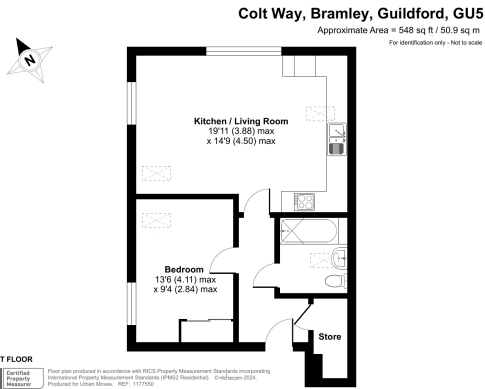 Colt Way, Bramley, Guildford, GU5
Approximate Area = 548 sq ft / 50.9 sq m
For identification only - Not to scale
N
Kitchen / Living Room
19'11 (3.88) max
x 14'9 (4.50) max
Bedroom
13'6 (4.11) max
x 9'4 (2.84) max
Store
T FLOOR
Certified
Property
Measurer
Floor plan produced in accordance with RICS Property Measurement Standards incorporating
International Property Measurement Standards (IPMS2 Residential). © nichecom 2024.
Produced for Urban Moves. REF: 1177550